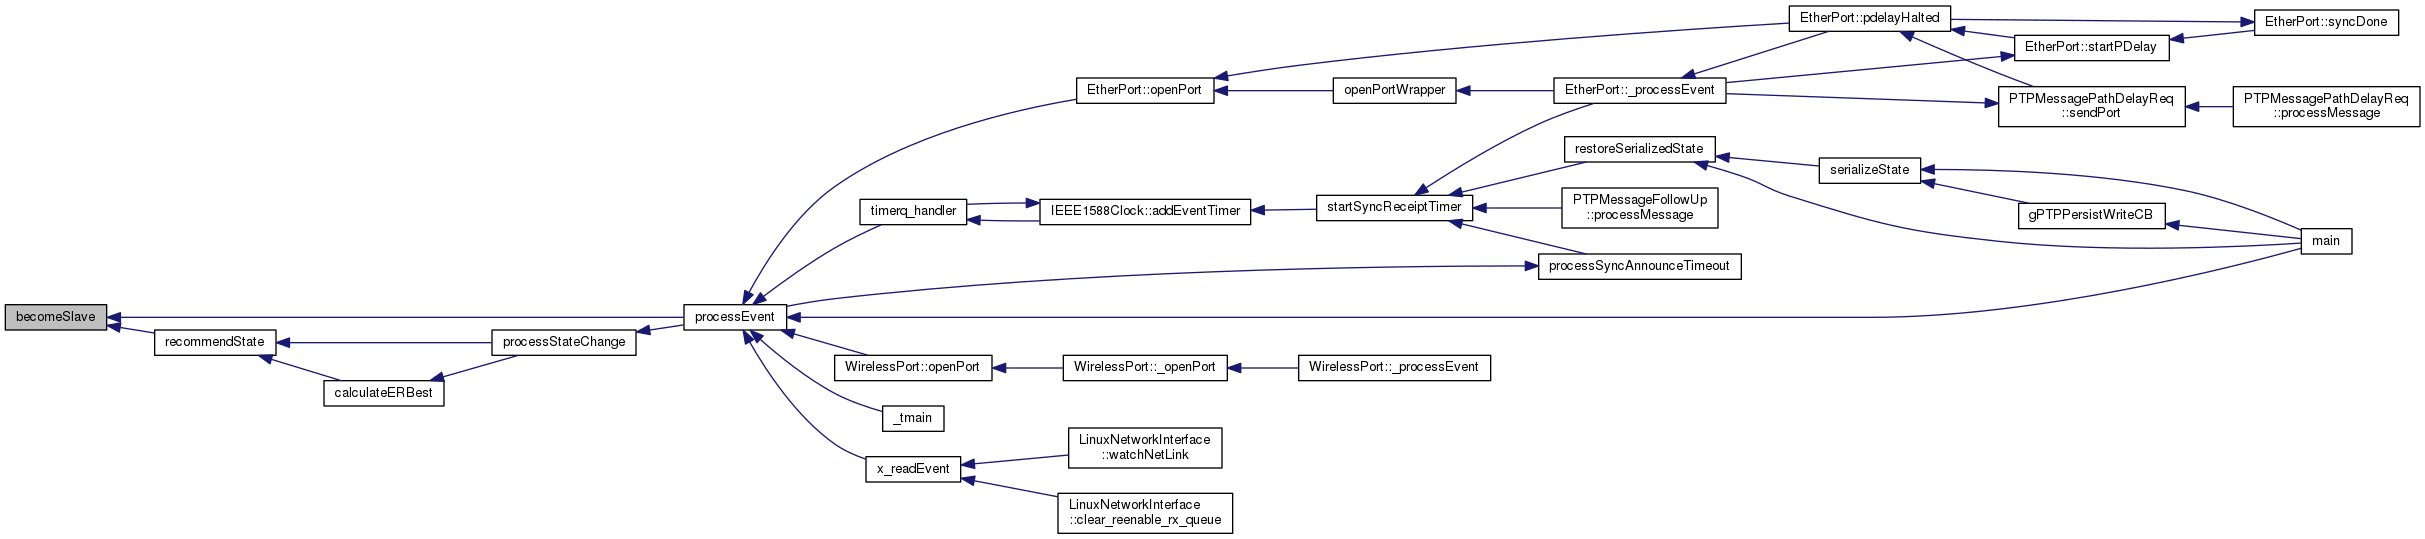 becomeSlave
recommendState
calculateERBest
processStateChange
processEvent
EtherPort::openPort
timerq_handler
WirelessPort::openPort
_tmain
x_readEvent
IEEE1588Clock::addEventTimer
WirelessPort::_openPort
LinuxNetworkInterface
::watchNetLink
LinuxNetworkInterface
::clear_reenable_rx_queue
openPortWrapper
startSyncReceiptTimer
WirelessPort::_processEvent
EtherPort::_processEvent
restoreSerializedState
PTPMessageFollowUp
::processMessage
processSyncAnnounceTimeout
EtherPort::pdelayHalted
serializeState
EtherPort::startPDelay
PTPMessagePathDelayReq
::sendPort
gPTPPersistWriteCB
EtherPort::syncDone
PTPMessagePathDelayReq
::processMessage
main